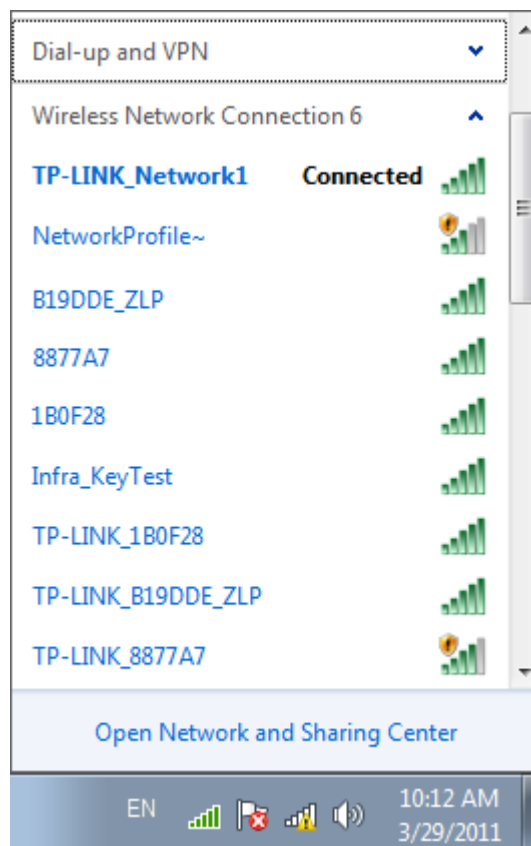 Dial-up and VPN
Wireless Network Connection 6
TP-LINK_Network1 Connected
NetworkProfile~
B19DDE_ZLP
8877A7
1B0F28
Infra_KeyTest
TP-LINK_1B0F28
TP-LINK_B19DDE_ZLP
TP-LINK_8877A7
Open Network and Sharing Center
EN 10:12 AM
3/29/2011